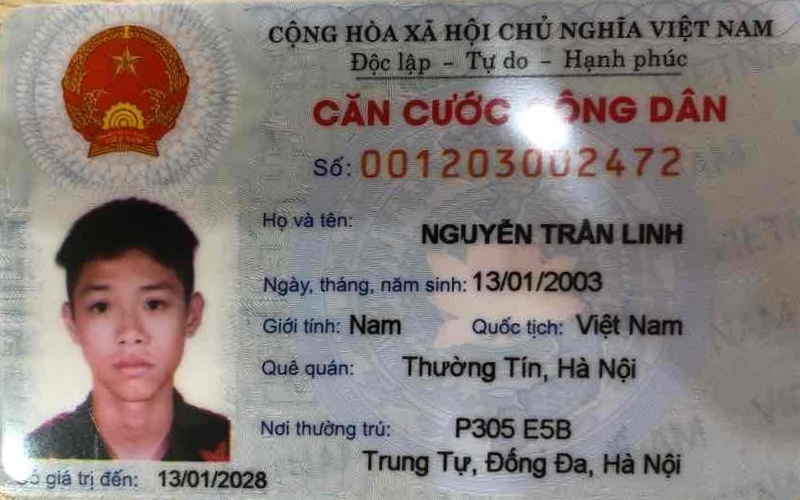 CỘNG HÒA XÃ HỘI CHỦ NGHĨA VIỆT NAM
Độc lập - Tự do - Hạnh phúc
CĂN CƯỚC CÔNG DÂN
Số: 001203002472
Họ và tên: NGUYỄN TRẦN LINH
Ngày, tháng, năm sinh: 13/01/2003
Giới tính: Nam Quốc tịch: Việt Nam
Quê quán: Thường Tín, Hà Nội
Nơi thường trú: P305 E5B
Trung Tự, Đống Đa, Hà Nội
Có giá trị đến: 13/01/2028